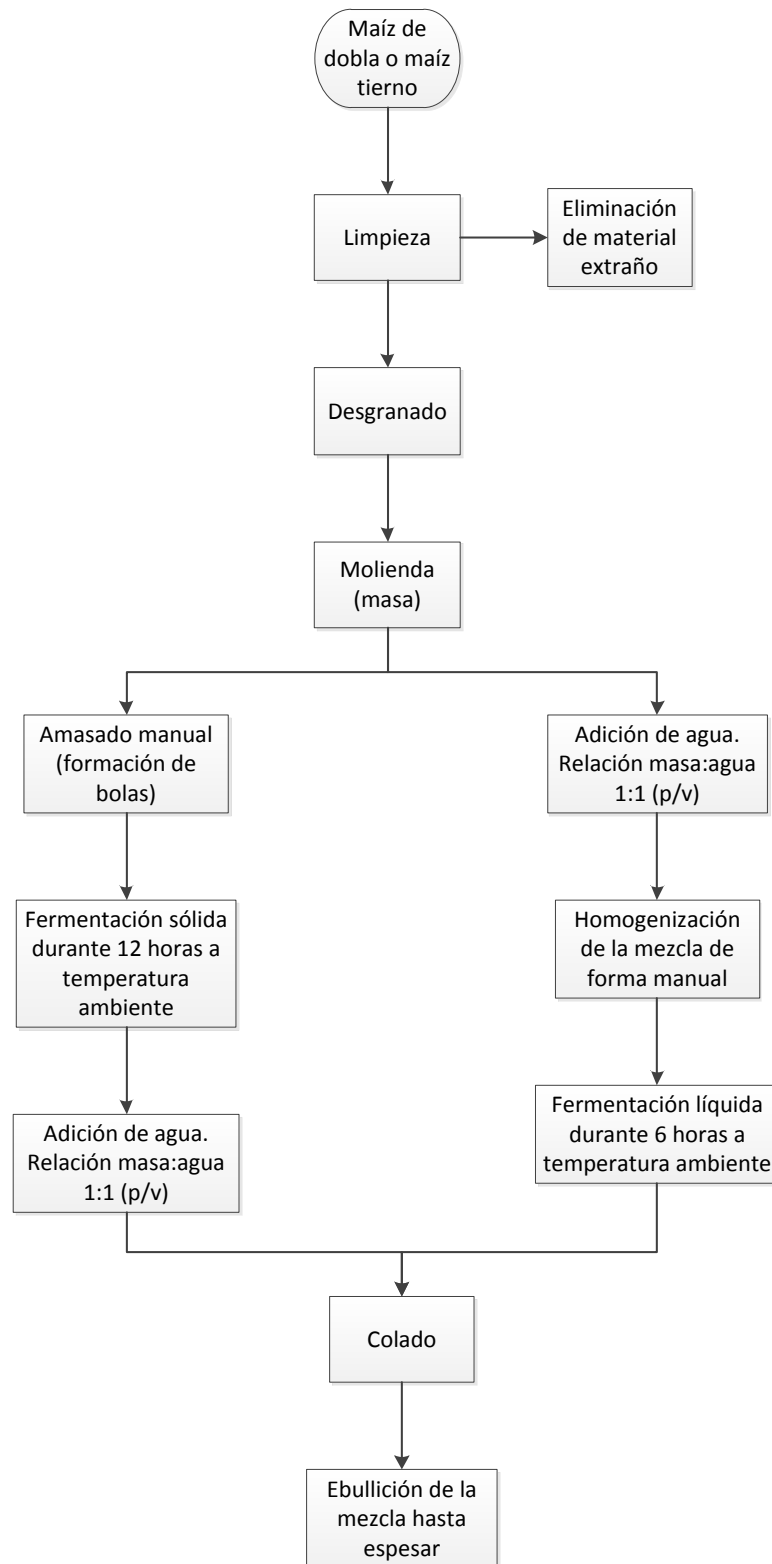 Maíz de
dobla o maíz
tierno
Limpieza
Eliminación
de material
extraño
Desgranado
Molienda
(masa)
Amasado manual
(formación de
bolas)
Adición de agua.
Relación masa:agua
1:1 (p/v)
Fermentación sólida
durante 12 horas a
temperatura
ambiente
Homogenización
de la mezcla de
forma manual
Adición de agua.
Relación masa:agua
1:1 (p/v)
Fermentación líquida
durante 6 horas a
temperatura ambiente
Colado
Ebullición de la
mezcla hasta
espesar